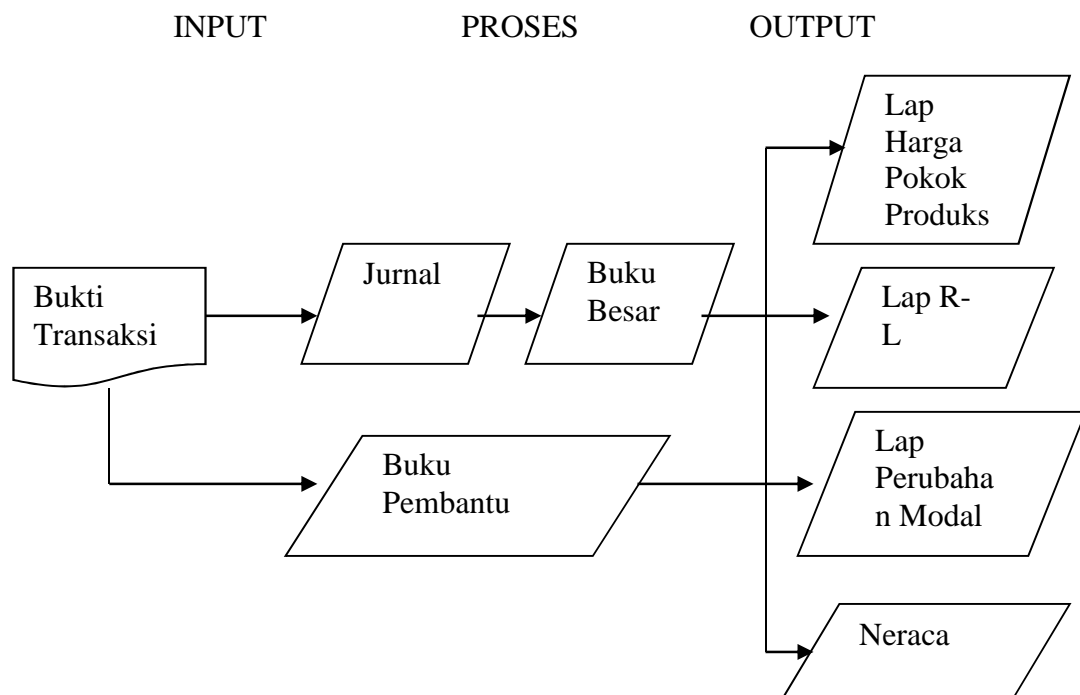 INPUT PROSES OUTPUT
Lap
Harga
Pokok
Produks
Bukti
Transaksi
Jurnal
Buku
Besar
Lap R-
L
Buku
Pembantu
Lap
Perubaha
n Modal
Neraca